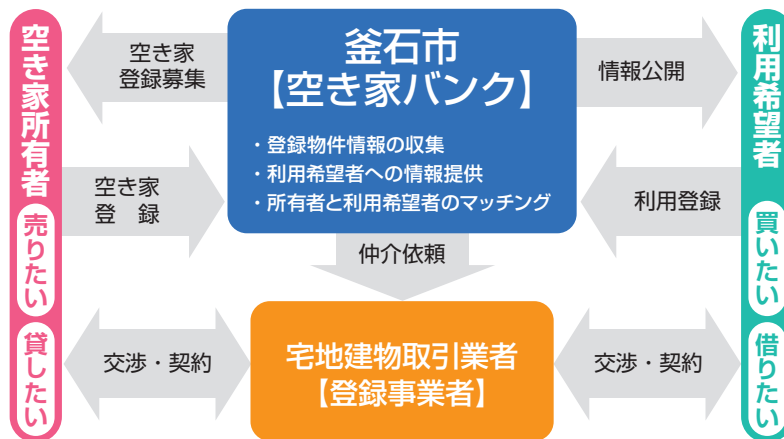 空き家所有者
売りたい
貸したい
空き家
登録募集
空き家
登　録
釜石市
【空き家バンク】
・登録物件情報の収集
・利用希望者への情報提供
・所有者と利用希望者のマッチング
情報公開
利用登録
利用希望者
買いたい
借りたい
仲介依頼
交渉・契約
宅地建物取引業者
【登録事業者】
交渉・契約